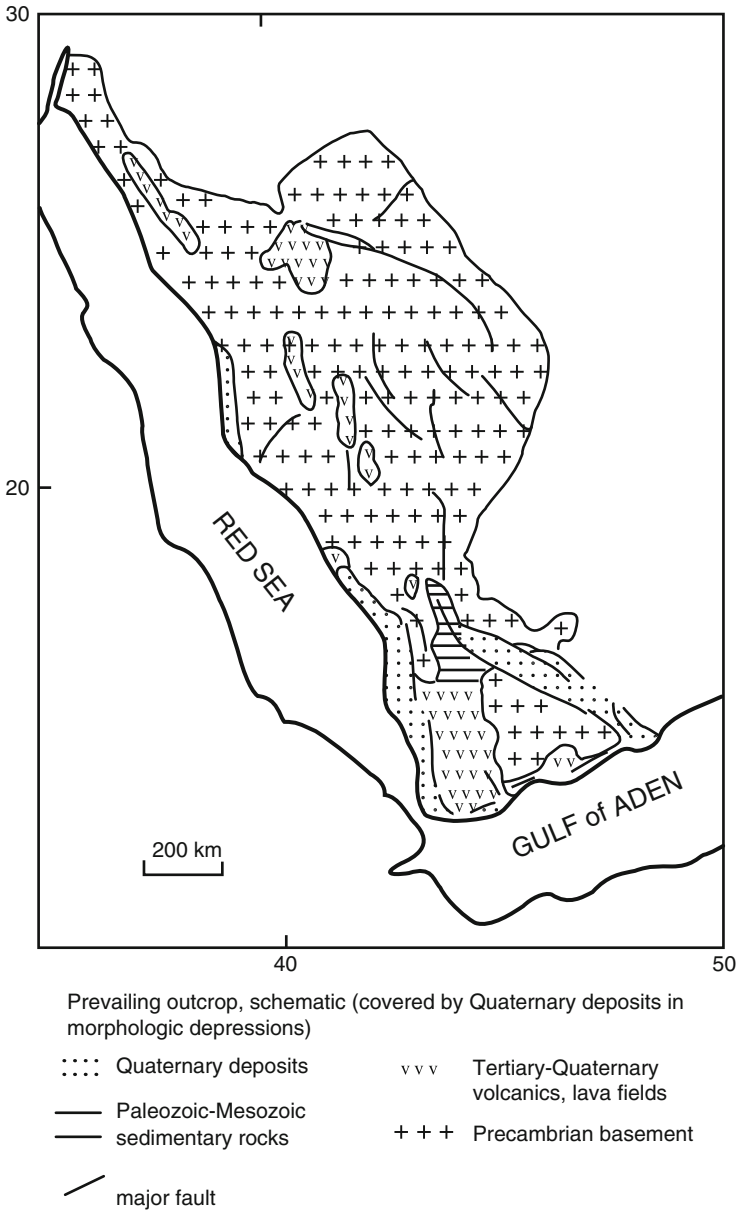 30
20
RED SEA
GULF of ADEN
200 km
40
50
Prevailing outcrop, schematic (covered by Quaternary deposits in
morphologic depressions)
Quaternary deposits
v v v Tertiary-Quaternary
volcanics, lava fields
Paleozoic-Mesozoic
sedimentary rocks
+ + + Precambrian basement
major fault